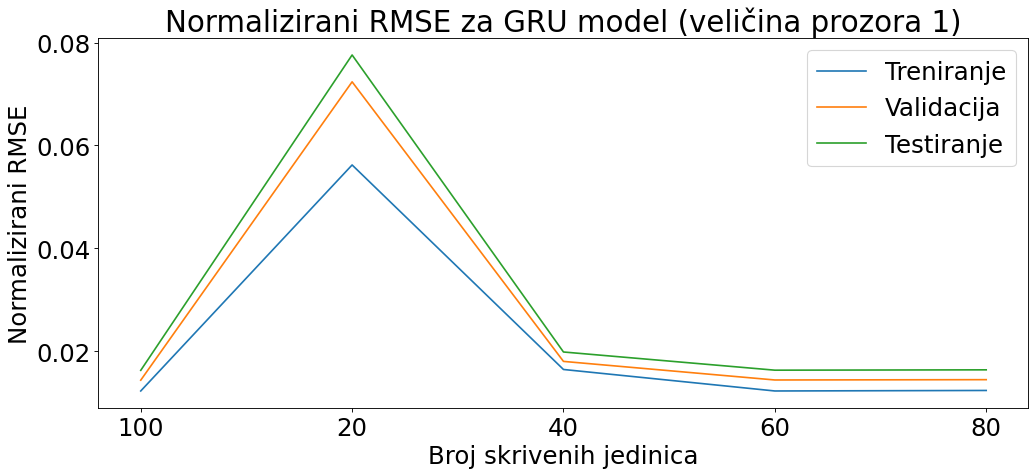 Normalizirani RMSE za GRU model (veličina prozora 1)
Normalizirani RMSE
0.08
0.06
0.04
0.02
Treniranje
Validacija
Testiranje
100 20 40 60 80
Broj skrivenih jedinica